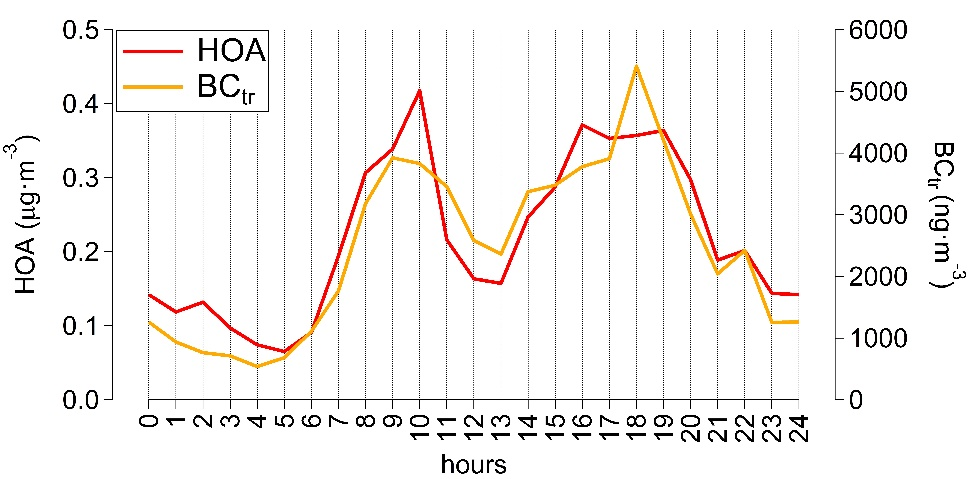 HOA
BCtr
0.5
0.4
0.3
0.2
0.1
0.0
HOA (µg·m⁻³)
6000
5000
4000
3000
2000
1000
0
BCtr (ng·m⁻³)
0 1 2 3 4 5 6 7 8 9 10 11 12 13 14 15 16 17 18 19 20 21 22 23 24
hours